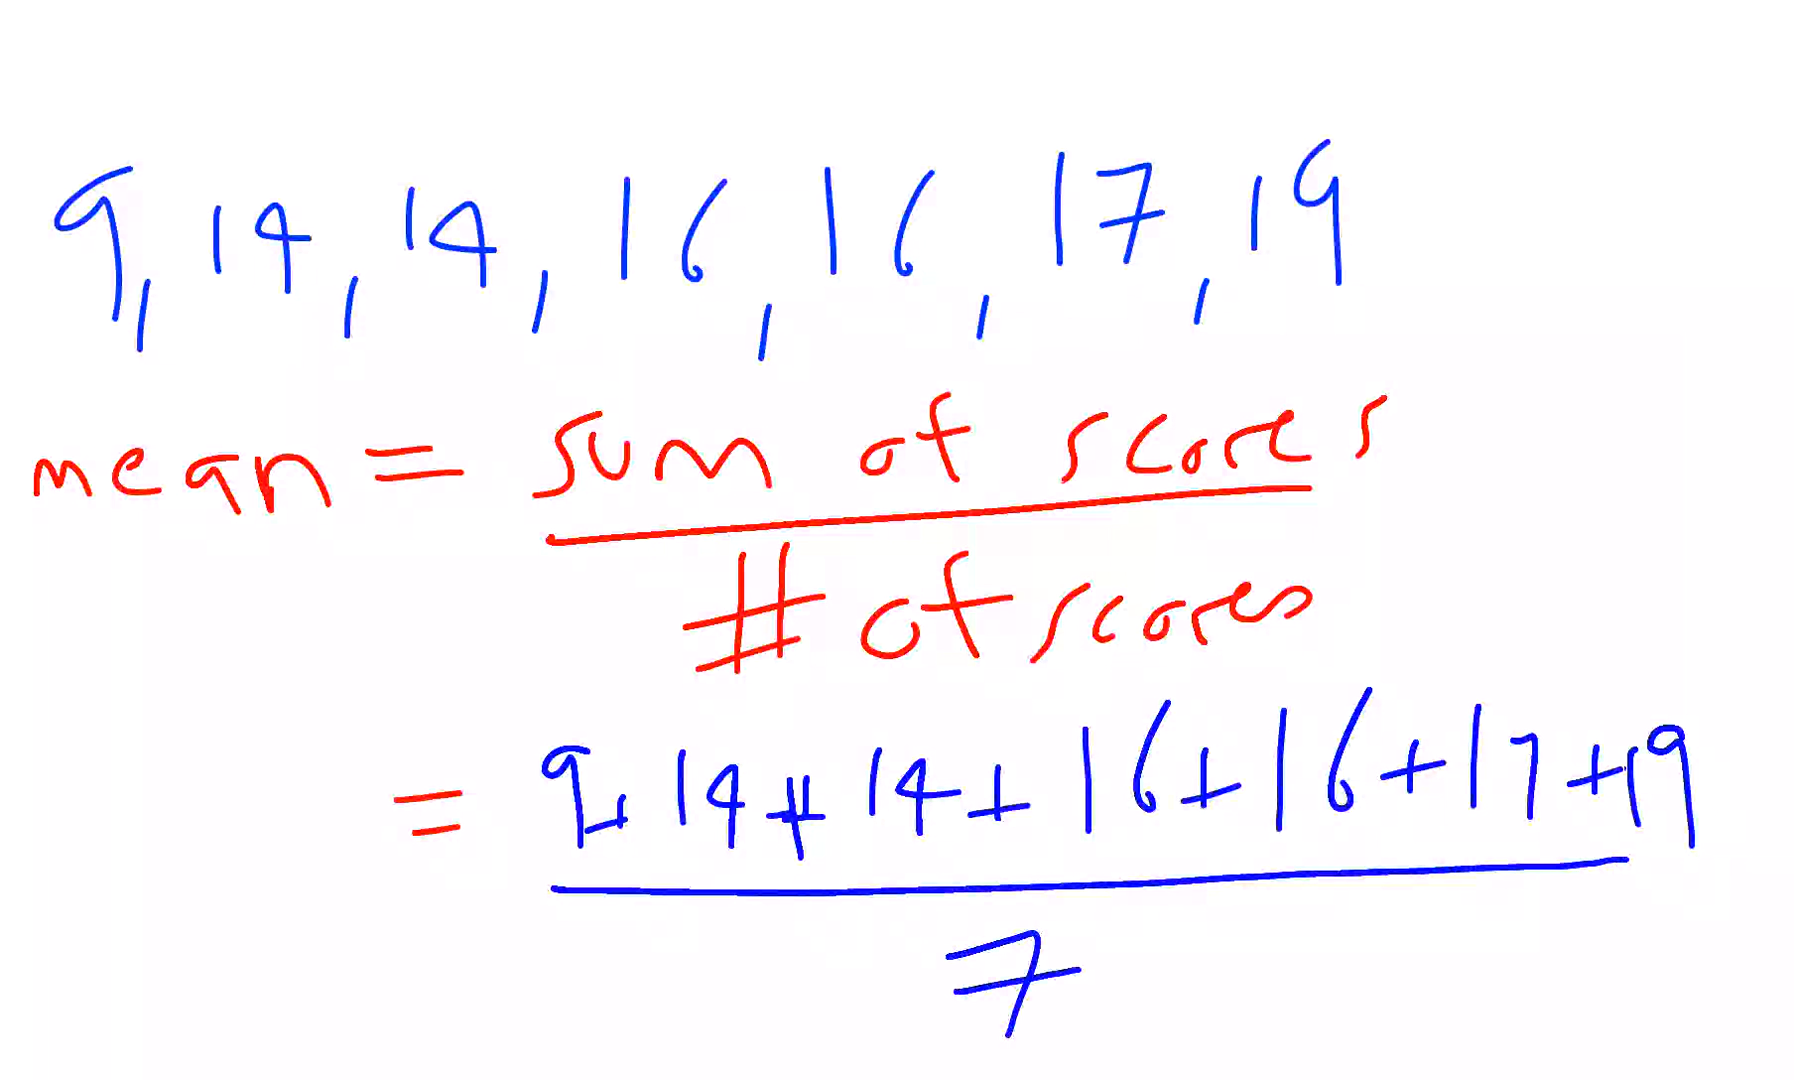 9, 14, 14, 16, 16, 17, 19
mean = sum of scores
# of scores
= 9+14+14+16+16+17+19
7